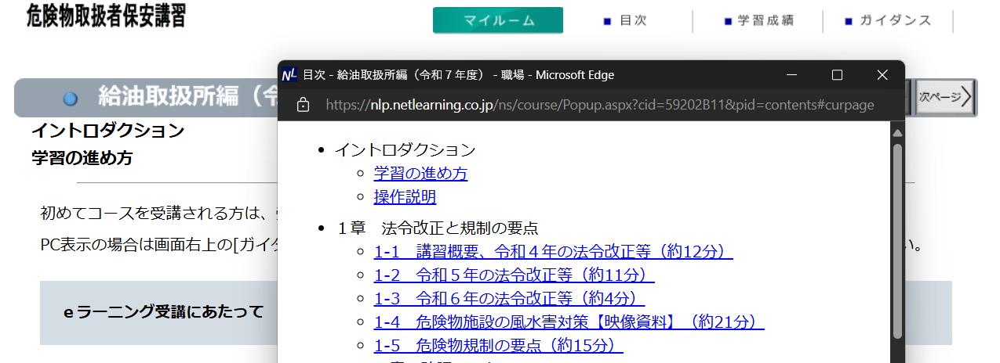 危険物取扱者保安講習
マイルーム
目次
学習成績
ガイダンス
給油取扱所編（令
次ページ
イントロダクション
学習の進め方
初めてコースを受講される方は、
PC表示の場合は画面右上の[ガイダ
い。
eラーニング受講にあたって
NL 目次 - 給油取扱所編（令和７年度） - 職場 - Microsoft Edge
https://nlp.netlearning.co.jp/ns/course/Popup.aspx?cid=59202B11&pid=contents#curpage
イントロダクション
学習の進め方
操作説明
１章　法令改正と規制の要点
1-1　講習概要、令和４年の法令改正等（約12分）
1-2　令和５年の法令改正等（約11分）
1-3　令和６年の法令改正等（約4分）
1-4　危険物施設の風水害対策【映像資料】（約21分）
1-5　危険物規制の要点（約15分）